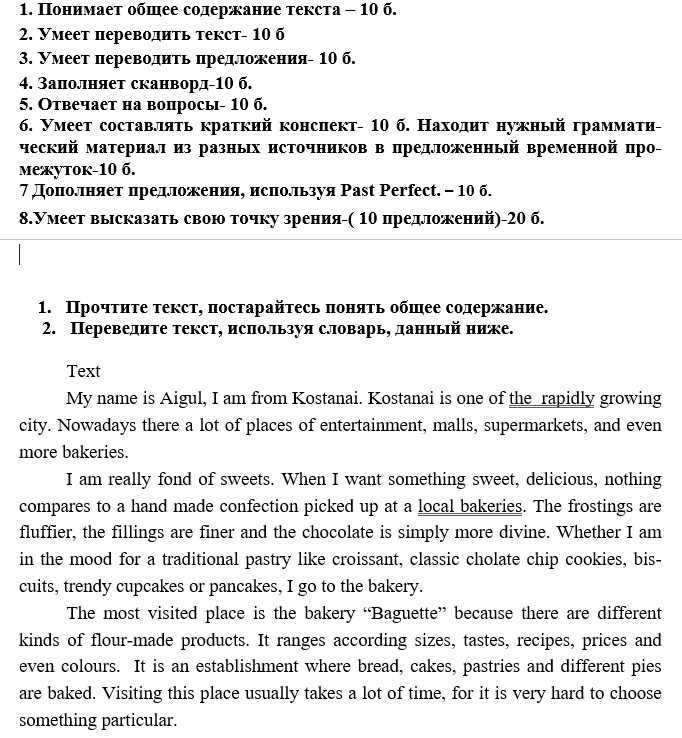 1. Понимает общее содержание текста – 10 б.
2. Умеет переводить текст- 10 б
3. Умеет переводить предложения- 10 б.
4. Заполняет сканворд-10 б.
5. Отвечает на вопросы- 10 б.
6. Умеет составлять краткий конспект- 10 б. Находит нужный граммати-
ческий материал из разных источников в предложенный временной про-
межуток-10 б.
7 Дополняет предложения, используя Past Perfect. – 10 б.
8.Умеет высказать свою точку зрения-( 10 предложений)-20 б.
1. Прочтите текст, постарайтесь понять общее содержание.
2. Переведите текст, используя словарь, данный ниже.
Text
My name is Aigul, I am from Kostanai. Kostanai is one of the rapidly growing
city. Nowadays there a lot of places of entertainment, malls, supermarkets, and even
more bakeries.
I am really fond of sweets. When I want something sweet, delicious, nothing
compares to a hand made confection picked up at a local bakeries. The frostings are
fluffier, the fillings are finer and the chocolate is simply more divine. Whether I am
in the mood for a traditional pastry like croissant, classic cholate chip cookies, bis-
cuits, trendy cupcakes or pancakes, I go to the bakery.
The most visited place is the bakery “Baguette” because there are different
kinds of flour-made products. It ranges according sizes, tastes, recipes, prices and
even colours. It is an establishment where bread, cakes, pastries and different pies
are baked. Visiting this place usually takes a lot of time, for it is very hard to choose
something particular.